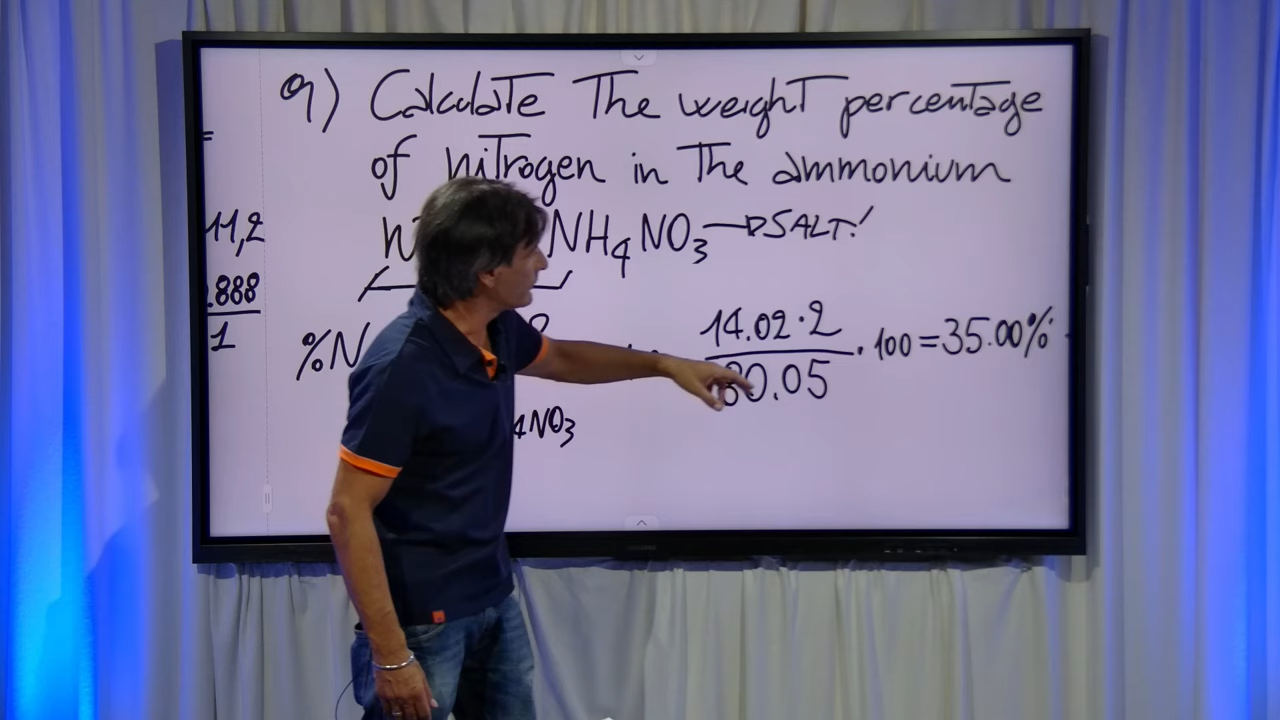 9) Calculate The weight percentage
of nitrogen in The ammonium
NH4NO3 → SALT!
=
11,2
.888
1
%N
14.02·2
80.05
. 100 = 35.00%
4NO3